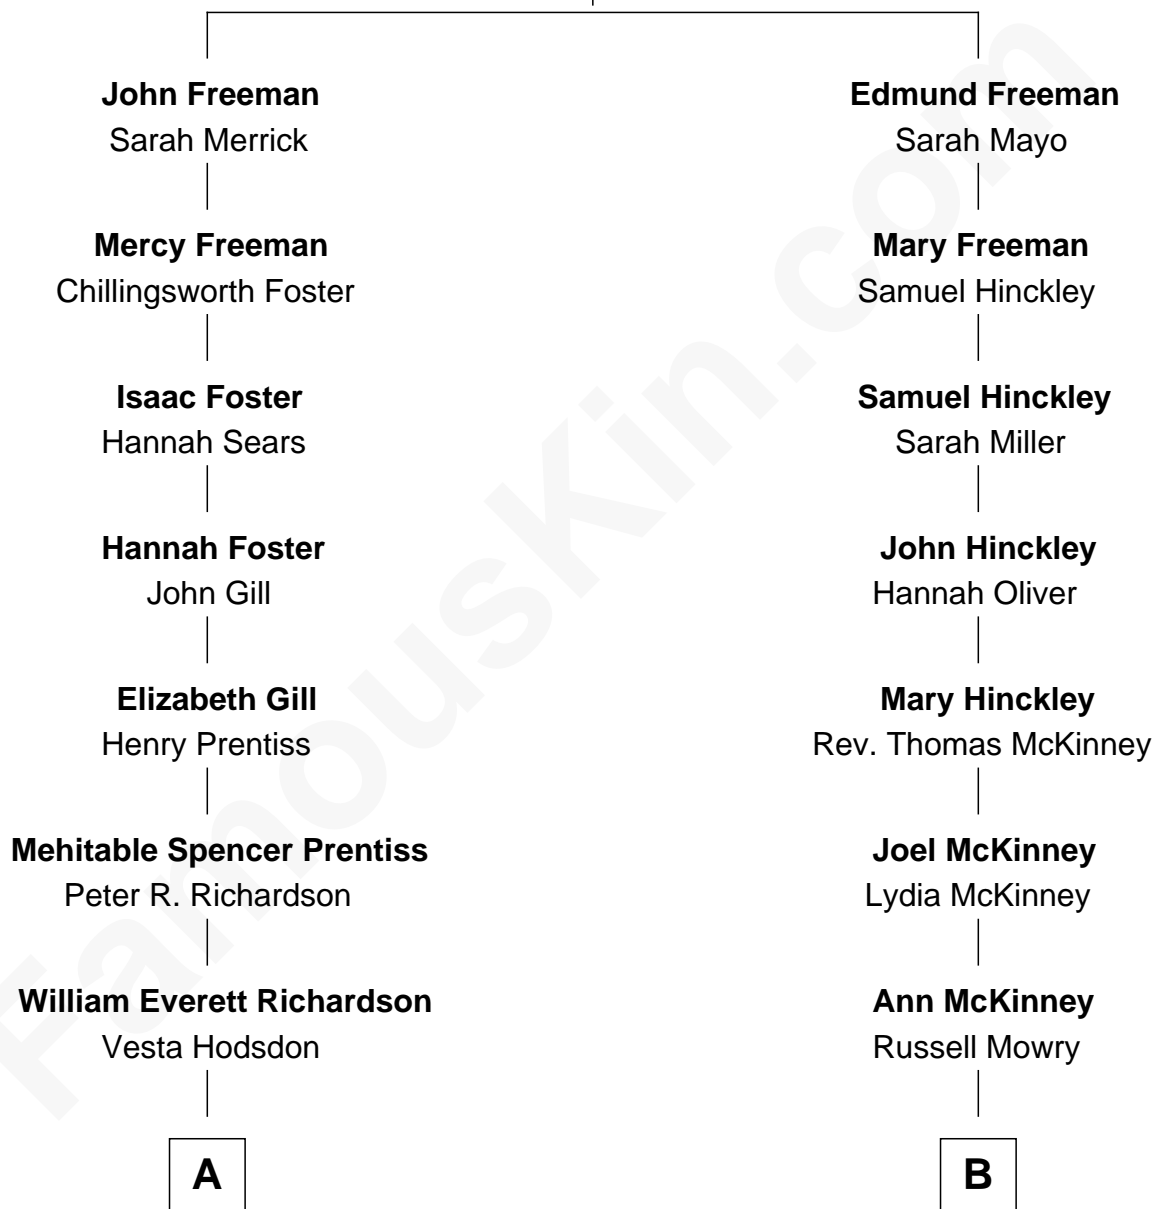 John Freeman
Sarah Merrick
Mercy Freeman
Chillingsworth Foster
Isaac Foster
Hannah Sears
Hannah Foster
John Gill
Elizabeth Gill
Henry Prentiss
Mehitable Spencer Prentiss
Peter R. Richardson
William Everett Richardson
Vesta Hodsdon
A
Edmund Freeman
Sarah Mayo
Mary Freeman
Samuel Hinckley
Samuel Hinckley
Sarah Miller
John Hinckley
Hannah Oliver
Mary Hinckley
Rev. Thomas McKinney
Joel McKinney
Lydia McKinney
Ann McKinney
Russell Mowry
B
FamousKin.com